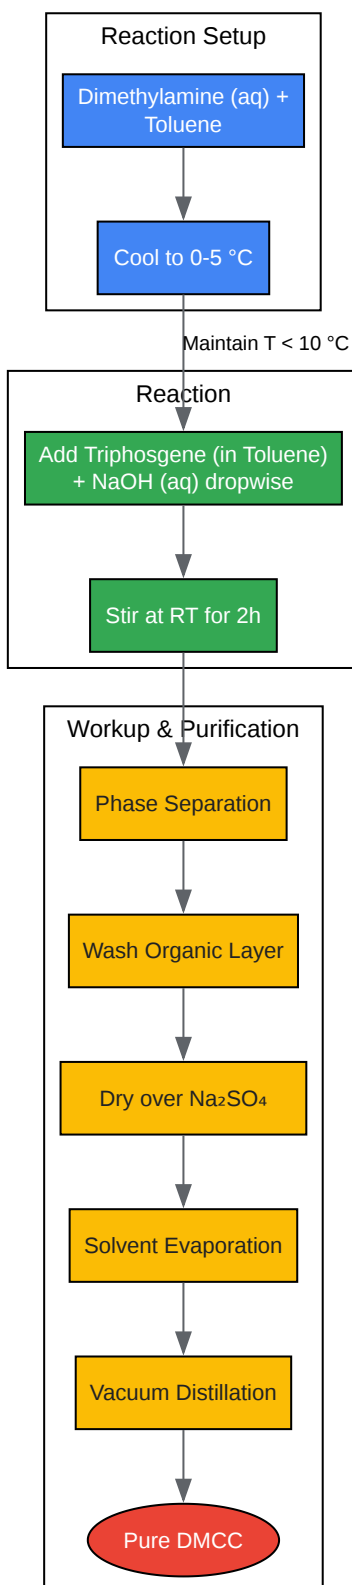 Reaction Setup
Dimethylamine (aq) +
Toluene
Cool to 0-5 °C
Maintain T < 10 °C
Reaction
Add Triphosgene (in Toluene)
+ NaOH (aq) dropwise
Stir at RT for 2h
Workup & Purification
Phase Separation
Wash Organic Layer
Dry over Na₂SO₄
Solvent Evaporation
Vacuum Distillation
Pure DMCC